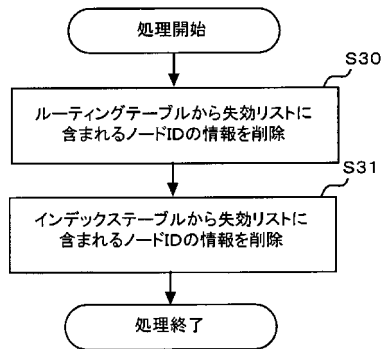 処理開始
S30
ルーティングテーブルから失効リストに
含まれるノードIDの情報を削除
S31
インデックステーブルから失効リストに
含まれるノードIDの情報を削除
処理終了